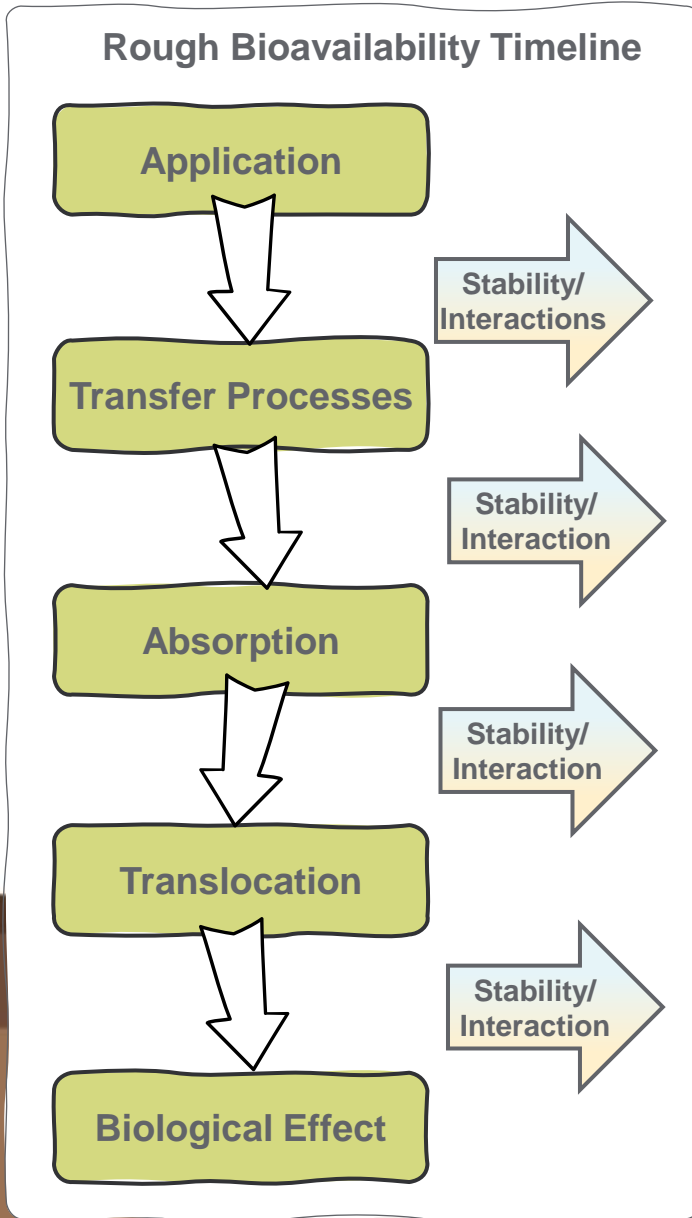 Rough Bioavailability Timeline
Application
Stability/
Interactions
Transfer Processes
Stability/
Interaction
Absorption
Stability/
Interaction
Translocation
Stability/
Interaction
Biological Effect